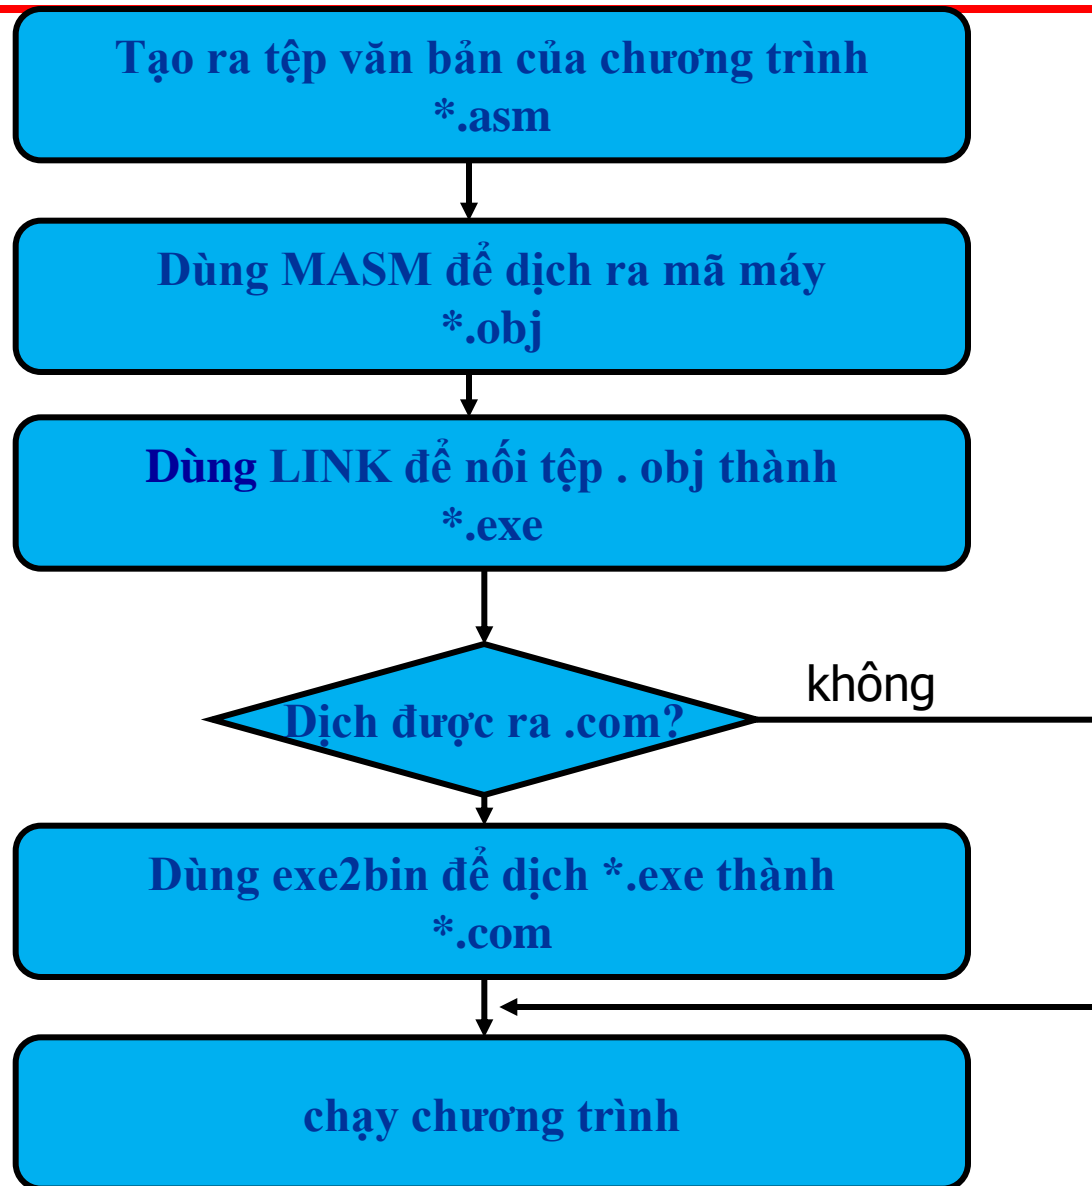 Tạo ra tệp văn bản của chương trình
*.asm
Dùng MASM để dịch ra mã máy
*.obj
Dùng LINK để nối tệp . obj thành
*.exe
không
Dịch được ra .com?
Dùng exe2bin để dịch *.exe thành
*.com
chạy chương trình